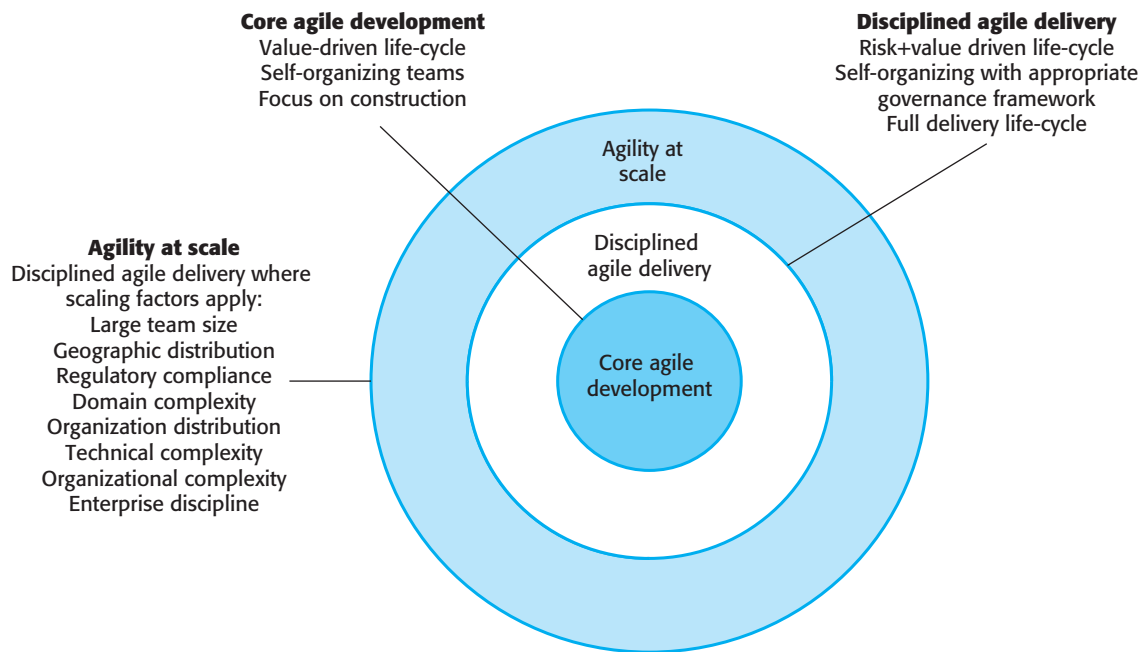 Core agile development
Value-driven life-cycle
Self-organizing teams
Focus on construction
Disciplined agile delivery
Risk+value driven life-cycle
Self-organizing with appropriate
governance framework
Full delivery life-cycle
Agility at scale
Disciplined agile delivery where
scaling factors apply:
Large team size
Geographic distribution
Regulatory compliance
Domain complexity
Organization distribution
Technical complexity
Organizational complexity
Enterprise discipline
Agility at
scale
Disciplined
agile delivery
Core agile
development